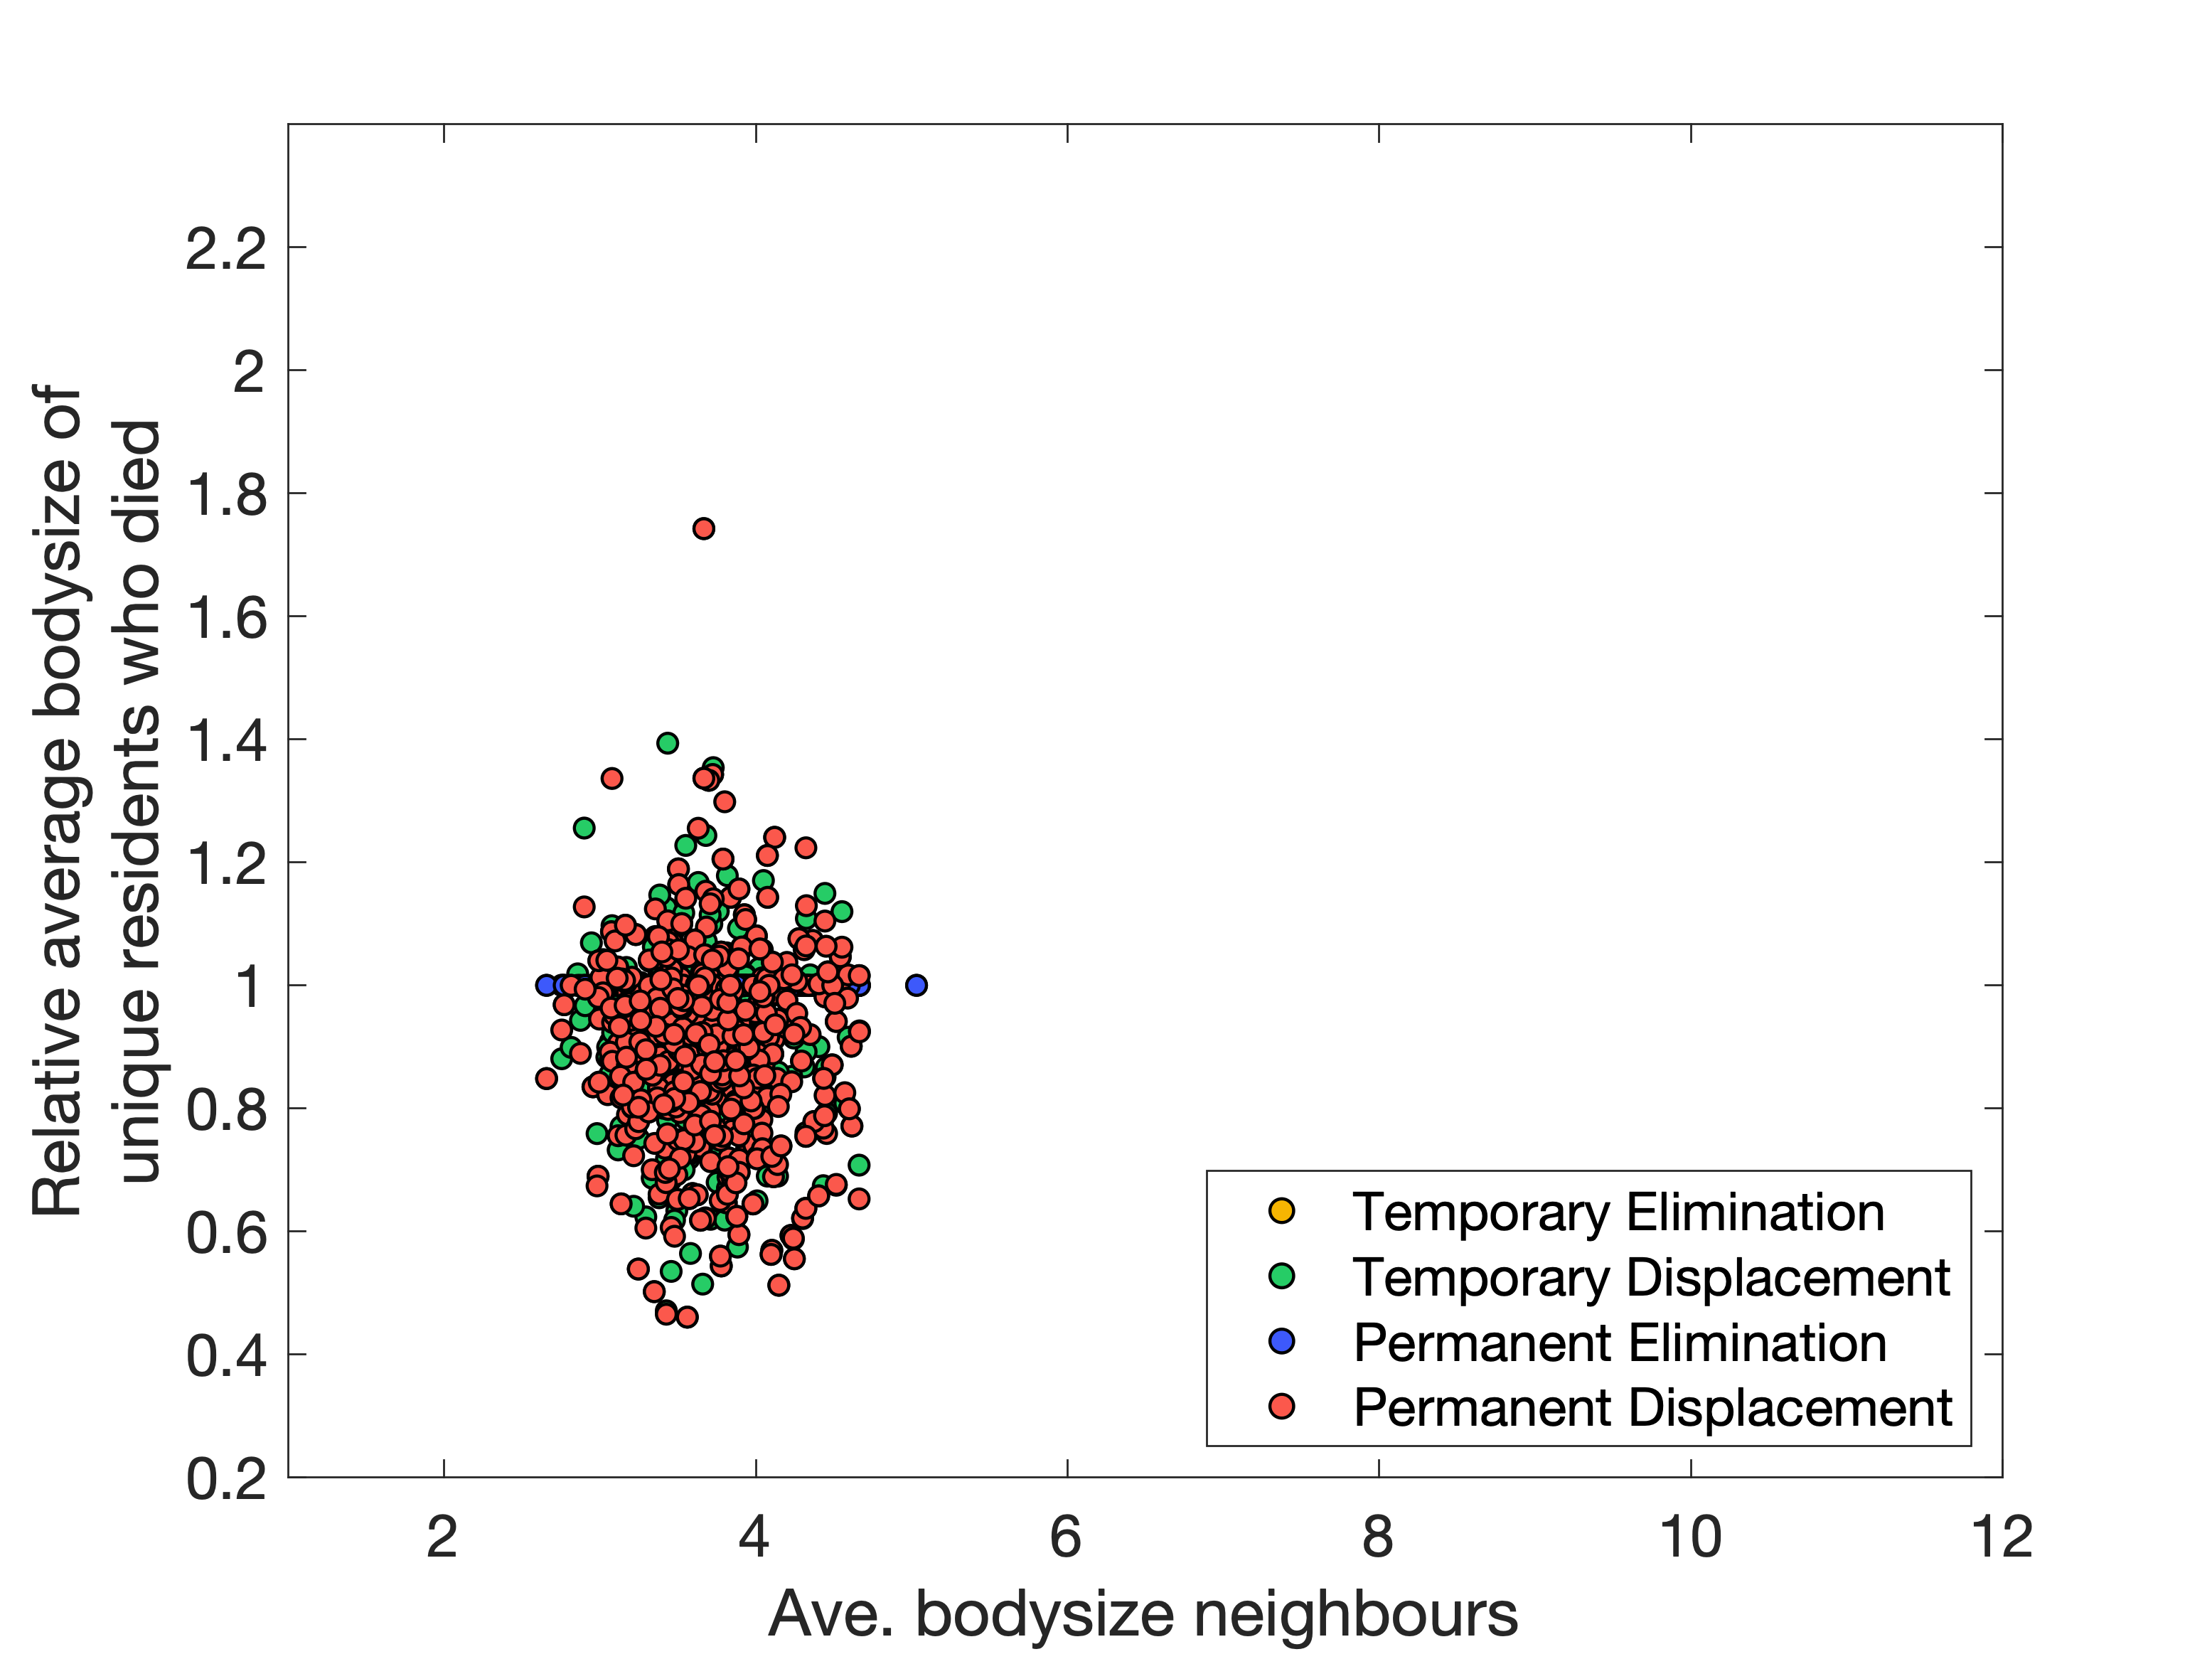 Relative average bodysize of
unique residents who died
2.2
2
1.8
1.6
1.4
1.2
1
0.8
0.6
0.4
0.2
Temporary Elimination
Temporary Displacement
Permanent Elimination
Permanent Displacement
2 4 6 8 10 12
Ave. bodysize neighbours